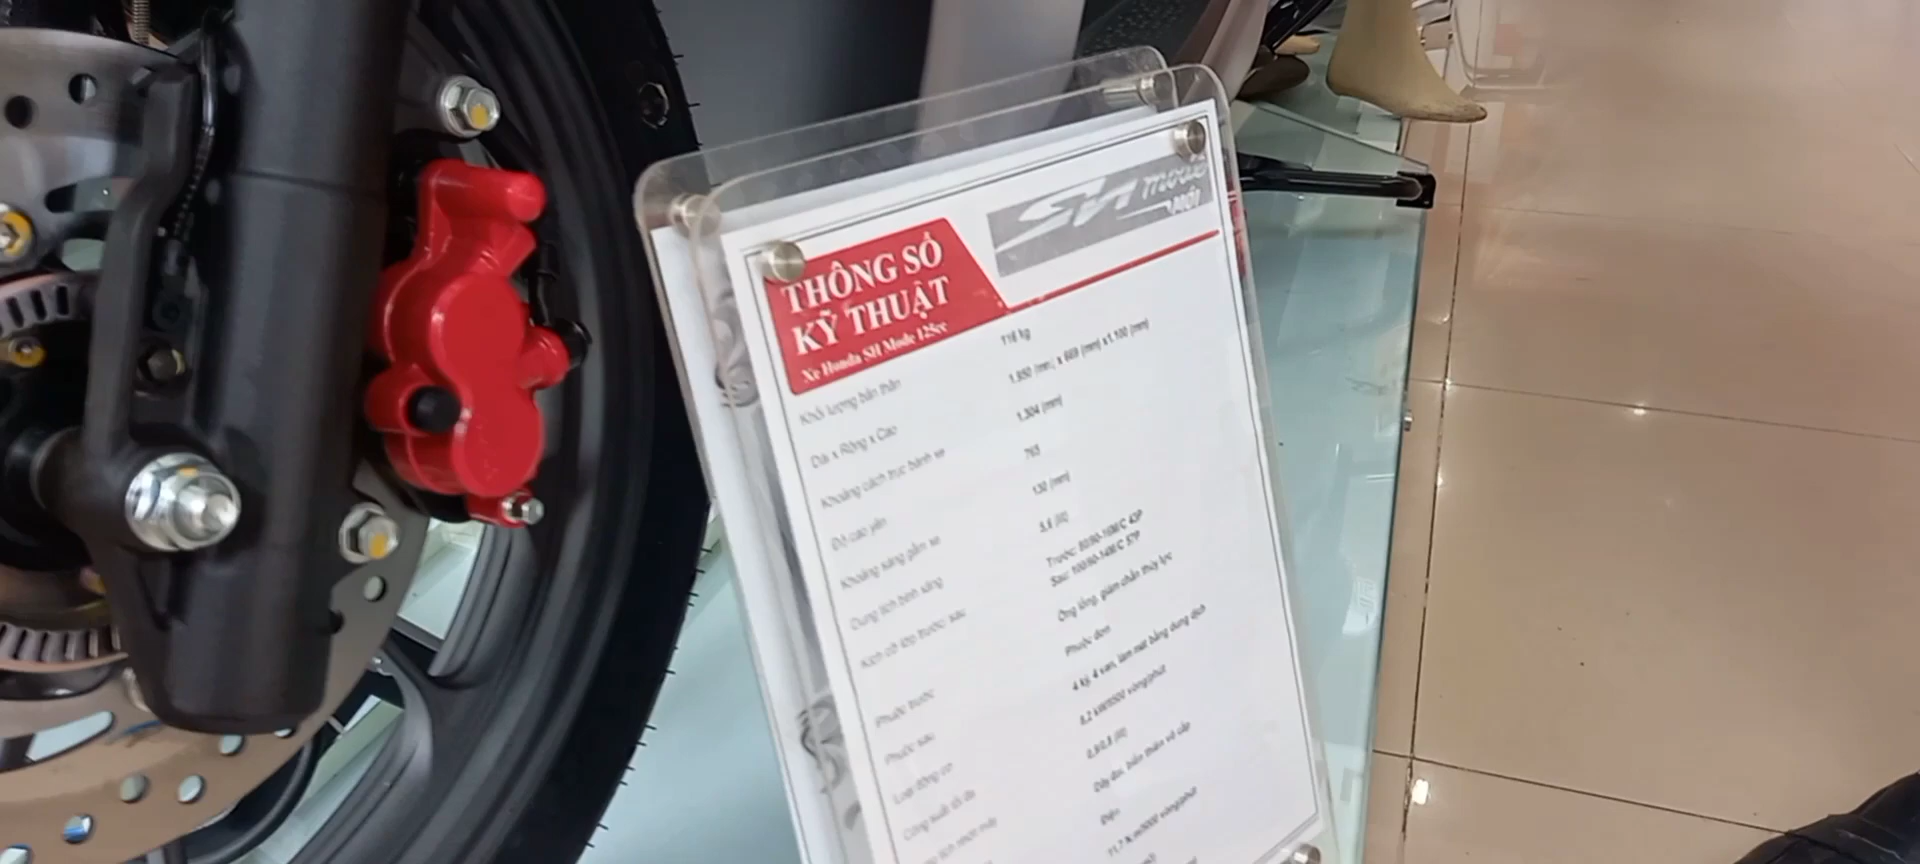 SH mode
MỚI
THÔNG SỐ
KỸ THUẬT
Xe Honda SH Mode 125cc
Khối lượng bản thân 116 kg
Dài x Rộng x Cao 1.950 (mm) x 669 (mm) x 1.100 (mm)
Khoảng cách trục bánh xe 1.304 (mm)
Độ cao yên 765
Khoảng sáng gầm xe 130 (mm)
Dung tích bình xăng 5,6 (lít)
Kích cỡ lốp trước/ sau Trước: 80/90-16M/C 43P
Sau: 100/90-14M/C 57P
Phuộc trước Ống lồng, giảm chấn thủy lực
Phuộc sau Phuộc đơn
Loại động cơ 4 kỳ, 4 van, làm mát bằng dung dịch
Công suất tối đa 8,2 kW/8500 vòng/phút
nhớt máy 0,9 (lít)
Dây đai, biến thiên vô cấp
Điện
11,7 N.m/5000 vòng/phút